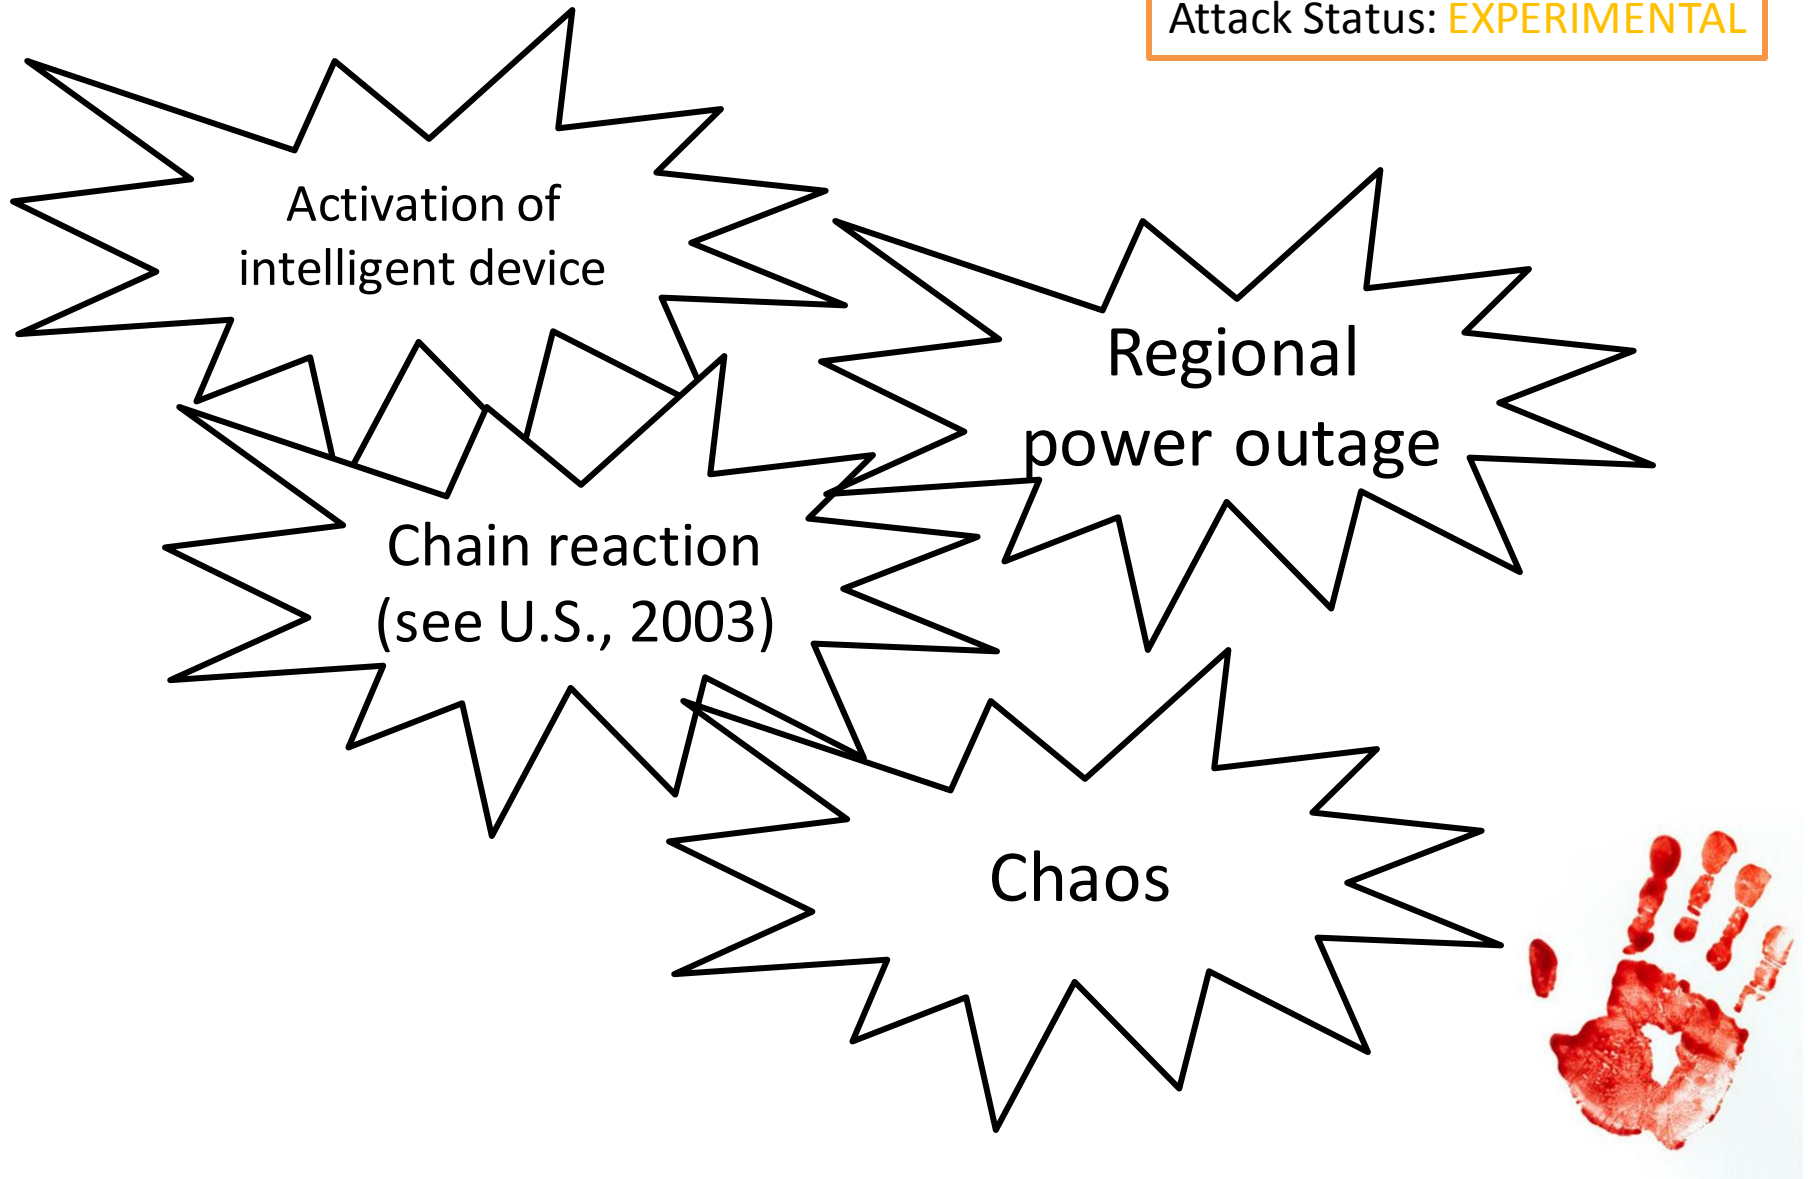 Attack Status: EXPERIMENTAL
Activation of
intelligent device
Regional
power outage
Chain reaction
(see U.S., 2003)
Chaos